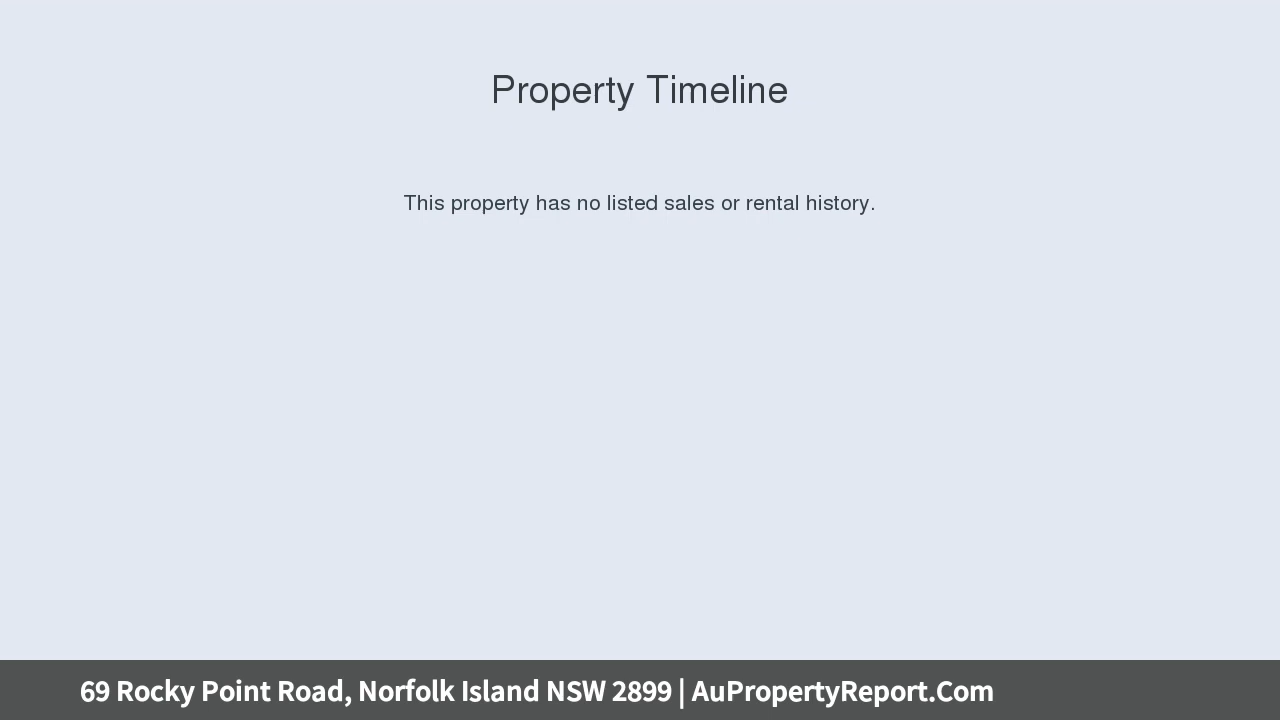 Property Timeline
This property has no listed sales or rental history.
69 Rocky Point Road, Norfolk Island NSW 2899 | AuPropertyReport.Com